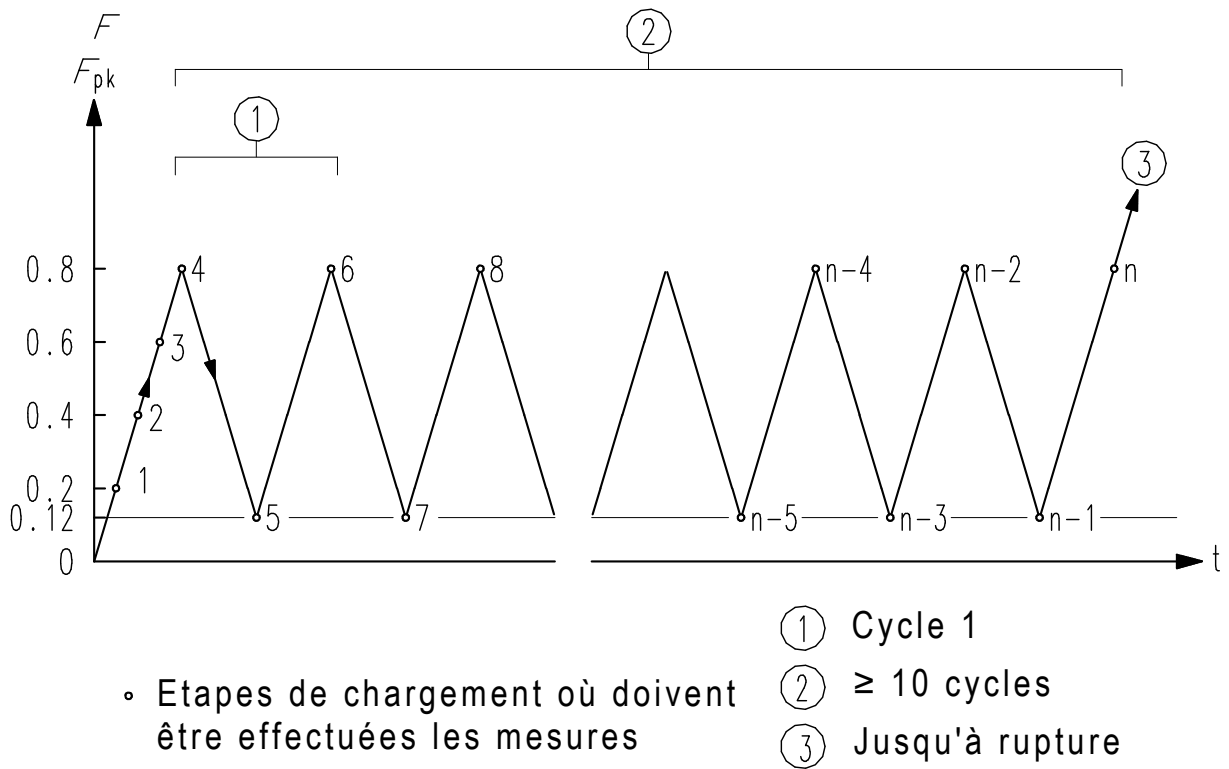 F
Fpk
2
1
3
0.8
4
6
8
n-4
n-2
n
0.6
3
0.4
2
0.2
1
0.12
5
7
n-5
n-3
n-1
0
t
1 Cycle 1
2 ≥ 10 cycles
3 Jusqu'à rupture
Etapes de chargement où doivent
être effectuées les mesures